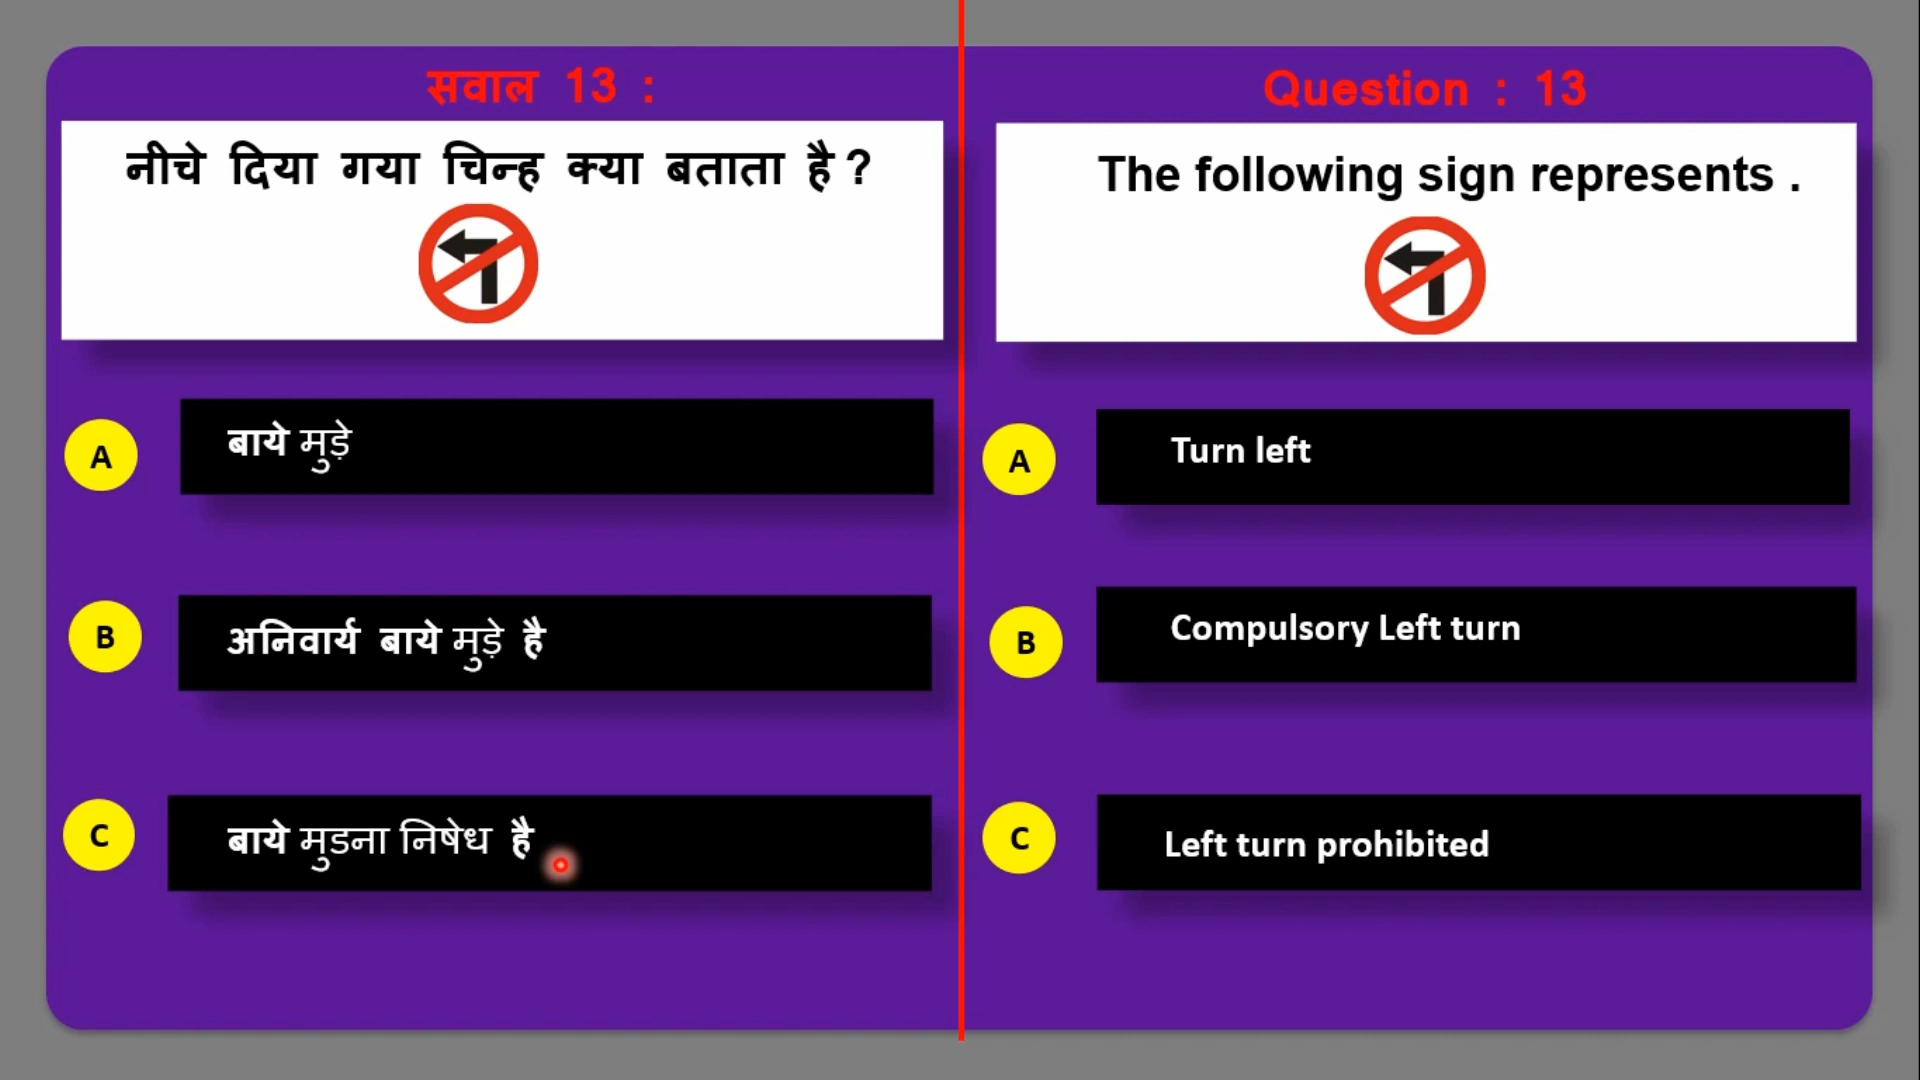 सवाल 13 :
नीचे दिया गया चिन्ह क्या बताता है ?
A
बाये मुड़े
B
अनिवार्य बाये मुड़े है
C
बाये मुडना निषेध है
Question : 13
The following sign represents .
A
Turn left
B
Compulsory Left turn
C
Left turn prohibited